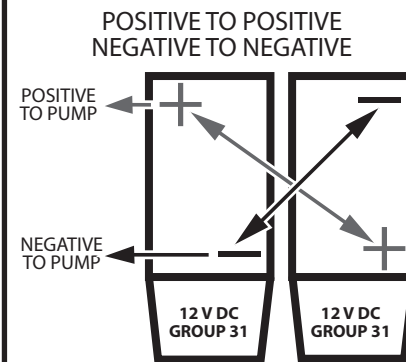 POSITIVE TO POSITIVE
NEGATIVE TO NEGATIVE
POSITIVE
TO PUMP
+
−
NEGATIVE
TO PUMP
−
+
12 V DC
GROUP 31
12 V DC
GROUP 31